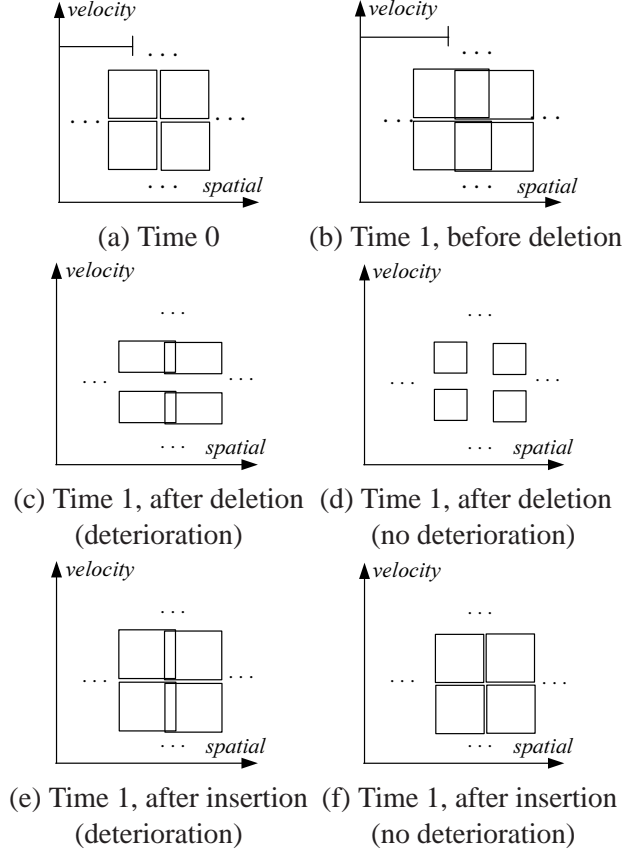 velocity
. . .
. . .
. . .
. . .
spatial
(a) Time 0
velocity
. . .
. . .
. . .
. . .
spatial
(b) Time 1, before deletion
velocity
. . .
. . .
. . .
. . .
spatial
(c) Time 1, after deletion
(deterioration)
velocity
. . .
. . .
. . .
. . .
spatial
(d) Time 1, after deletion
(no deterioration)
velocity
. . .
. . .
. . .
. . .
spatial
(e) Time 1, after insertion
(deterioration)
velocity
. . .
. . .
. . .
. . .
spatial
(f) Time 1, after insertion
(no deterioration)